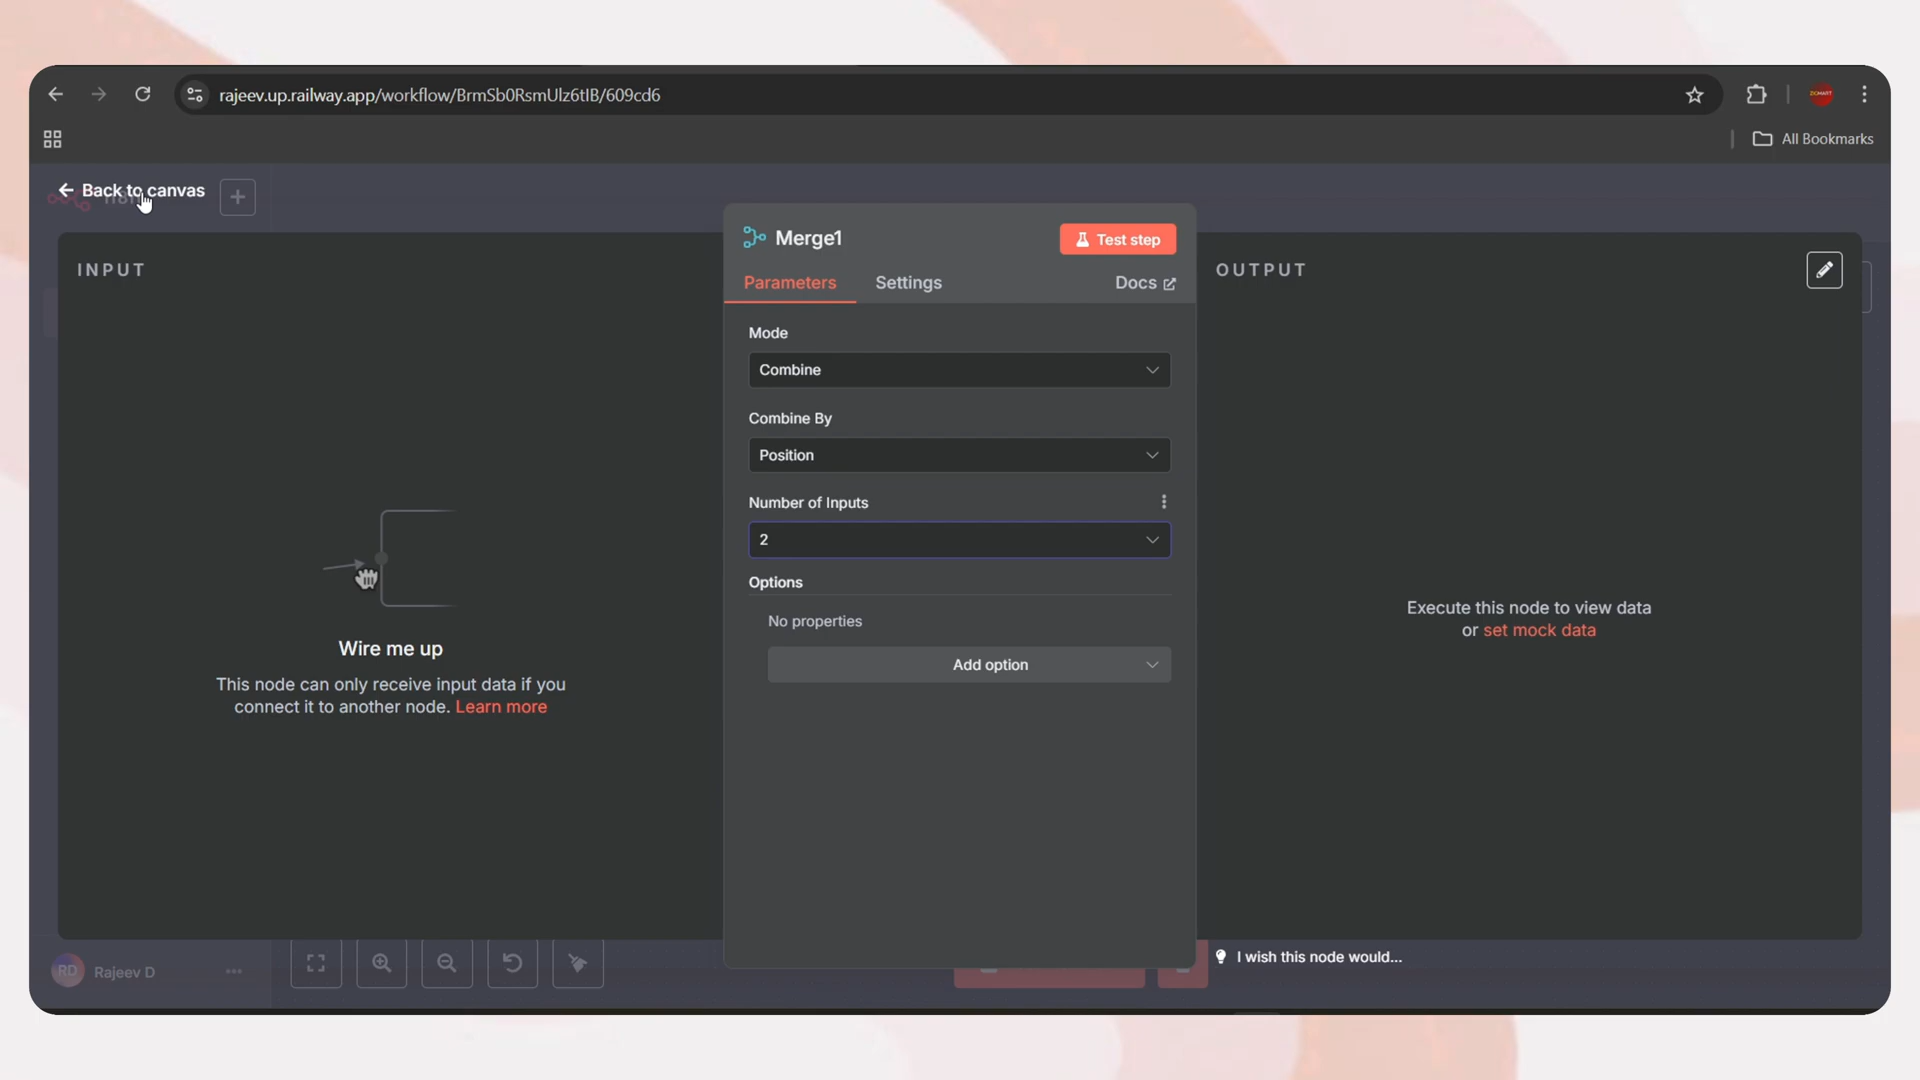 rajeev.up.railway.app/workflow/BrmSb0RsmUlz6tIB/609cd6
All Bookmarks
Back to canvas
n8n
INPUT
Merge1
Test step
OUTPUT
Parameters
Settings
Docs
Mode
Combine
Combine By
Position
Number of Inputs
2
Options
No properties
Add option
Wire me up
This node can only receive input data if you
connect it to another node. Learn more
Execute this node to view data
or set mock data
RD
Rajeev D
I wish this node would...